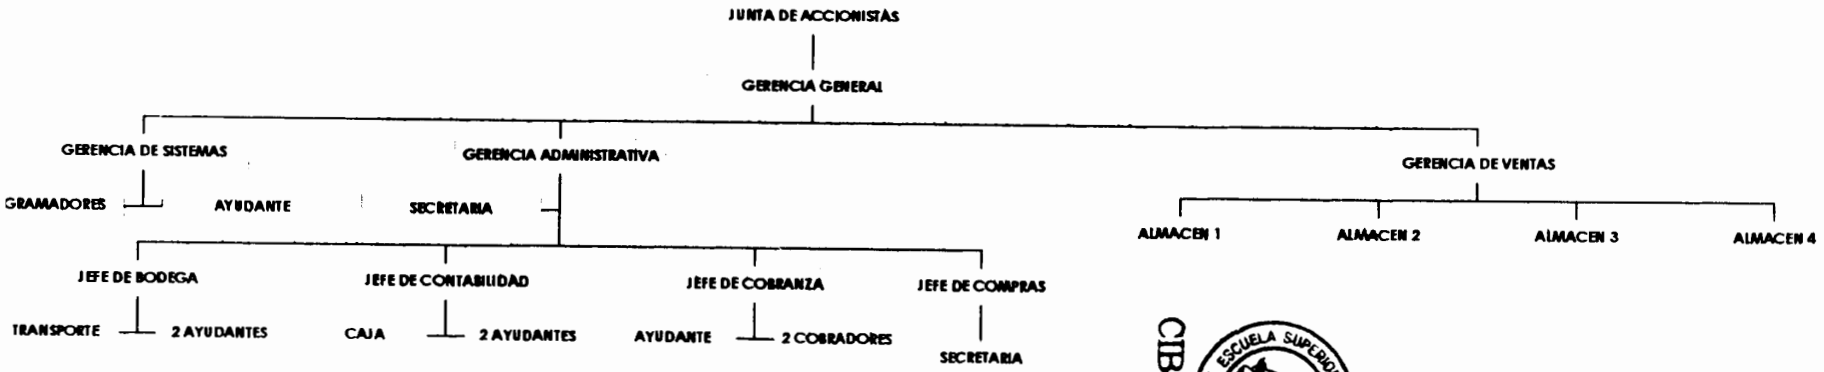 JUNTA DE ACCIONISTAS
GERENCIA GENERAL
GERENCIA DE SISTEMAS
GERENCIA ADMINISTRATIVA
GERENCIA DE VENTAS
GRAMADORES
AYUDANTE
SECRETARIA
ALMACEN 1
ALMACEN 2
ALMACEN 3
ALMACEN 4
JEFE DE BODEGA
JEFE DE CONTABILIDAD
JEFE DE COBRANZA
JEFE DE COMPRAS
TRANSPORTE
2 AYUDANTES
CAJA
2 AYUDANTES
AYUDANTE
2 COBRADORES
SECRETARIA
CIB
ESCUELA SUPERIOR